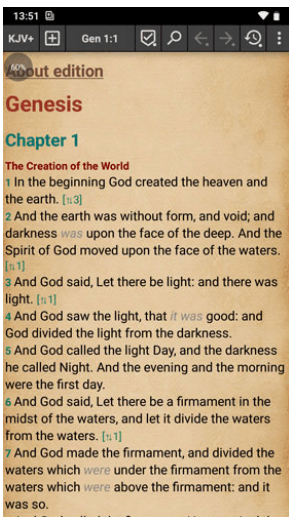 13:51
KJV+ Gen 1:1
60%
About edition
Genesis
Chapter 1
The Creation of the World
1 In the beginning God created the heaven and
the earth. [⇅3]
2 And the earth was without form, and void; and
darkness was upon the face of the deep. And the
Spirit of God moved upon the face of the waters.
[⇅1]
3 And God said, Let there be light: and there was
light. [⇅1]
4 And God saw the light, that it was good: and
God divided the light from the darkness.
5 And God called the light Day, and the darkness
he called Night. And the evening and the morning
were the first day.
6 And God said, Let there be a firmament in the
midst of the waters, and let it divide the waters
from the waters. [⇅1]
7 And God made the firmament, and divided the
waters which were under the firmament from the
waters which were above the firmament: and it
was so.